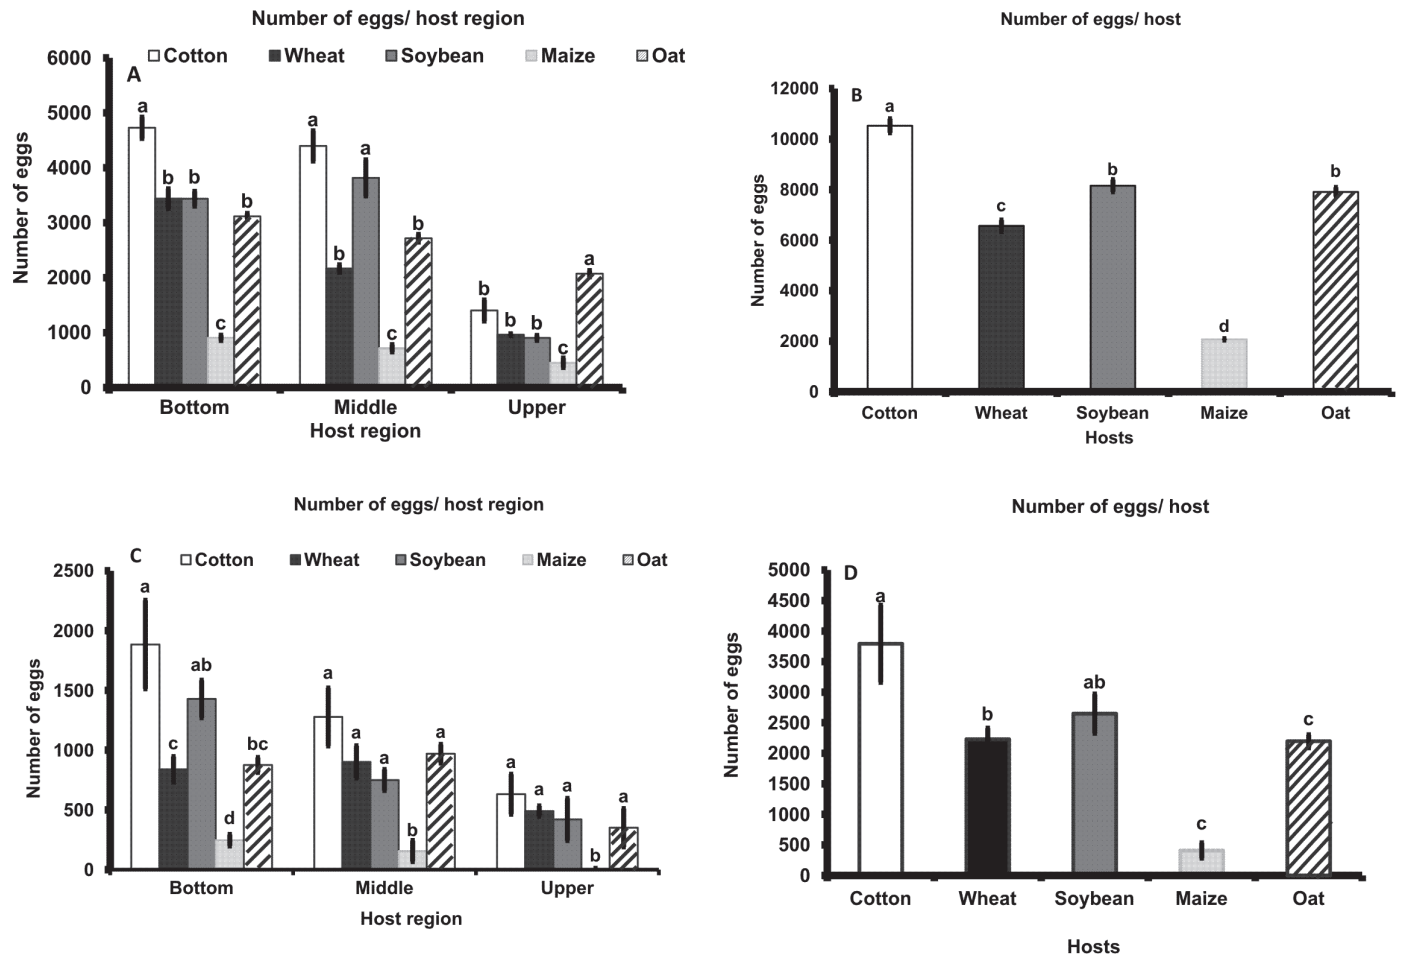 Number of eggs/ host region
Cotton Wheat Soybean Maize Oat
A
6000
5000
4000
3000
2000
1000
0
Number of eggs
a b b c b
a b a c b
b b b c a
Bottom Middle Upper
Host region
Number of eggs/ host
B
12000
10000
8000
6000
4000
2000
0
Number of eggs
a c b d b
Cotton Wheat Soybean Maize Oat
Hosts
Number of eggs/ host region
C
Cotton Wheat Soybean Maize Oat
2500
2000
1500
1000
500
0
Number of eggs
a c ab d bc
a a a b a
a a a b a
Bottom Middle Upper
Host region
Number of eggs/ host
D
5000
4500
4000
3500
3000
2500
2000
1500
1000
500
0
Number of eggs
a b ab c c
Cotton Wheat Soybean Maize Oat
Hosts